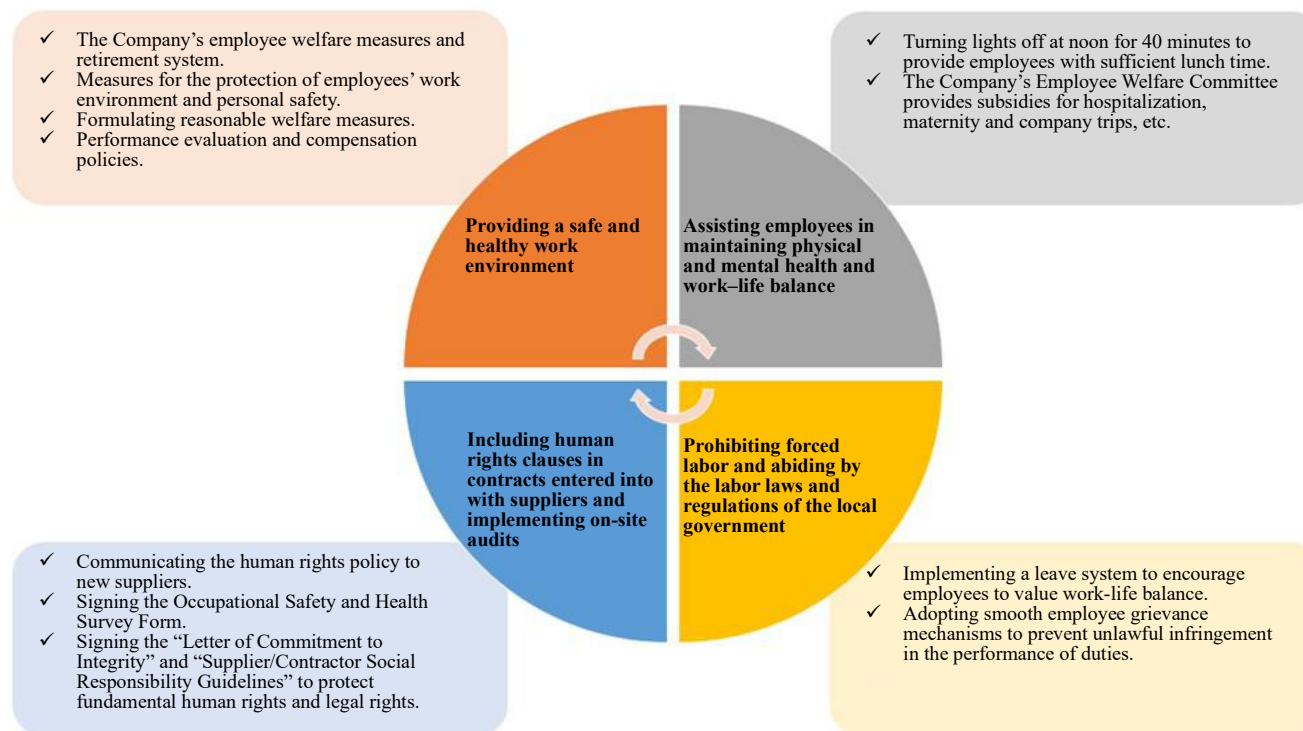 ✓ The Company’s employee welfare measures and
retirement system.
✓ Measures for the protection of employees’ work
environment and personal safety.
✓ Formulating reasonable welfare measures.
✓ Performance evaluation and compensation
policies.
✓ Turning lights off at noon for 40 minutes to
provide employees with sufficient lunch time.
✓ The Company’s Employee Welfare Committee
provides subsidies for hospitalization,
maternity and company trips, etc.
Providing a safe and
healthy work
environment
Assisting employees in
maintaining physical
and mental health and
work–life balance
Including human
rights clauses in
contracts entered into
with suppliers and
implementing on-site
audits
Prohibiting forced
labor and abiding by
the labor laws and
regulations of the local
government
✓ Communicating the human rights policy to
new suppliers.
✓ Signing the Occupational Safety and Health
Survey Form.
✓ Signing the “Letter of Commitment to
Integrity” and “Supplier/Contractor Social
Responsibility Guidelines” to protect
fundamental human rights and legal rights.
✓ Implementing a leave system to encourage
employees to value work-life balance.
✓ Adopting smooth employee grievance
mechanisms to prevent unlawful infringement
in the performance of duties.